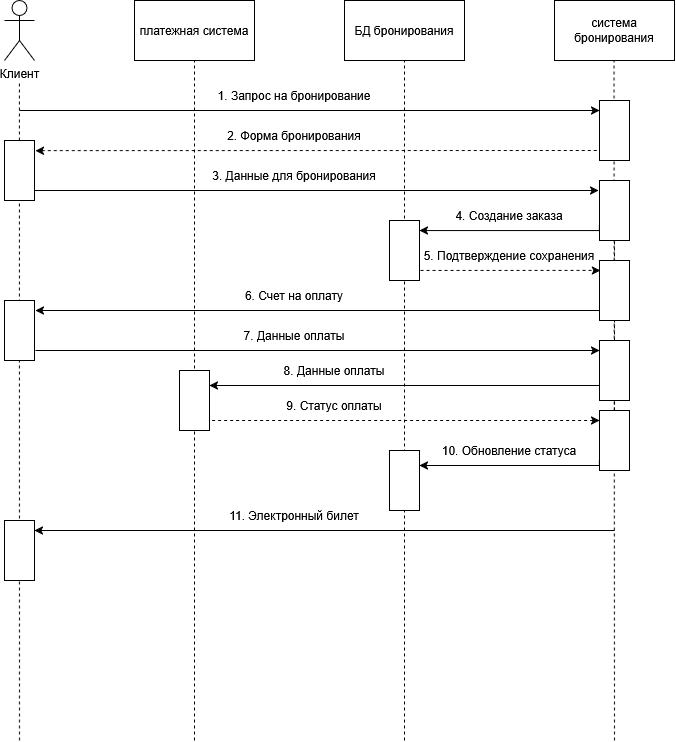 Клиент
платежная система
БД бронирования
система
бронирования
1. Запрос на бронирование
2. Форма бронирования
3. Данные для бронирования
4. Создание заказа
5. Подтверждение сохранения
6. Счет на оплату
7. Данные оплаты
8. Данные оплаты
9. Статус оплаты
10. Обновление статуса
11. Электронный билет